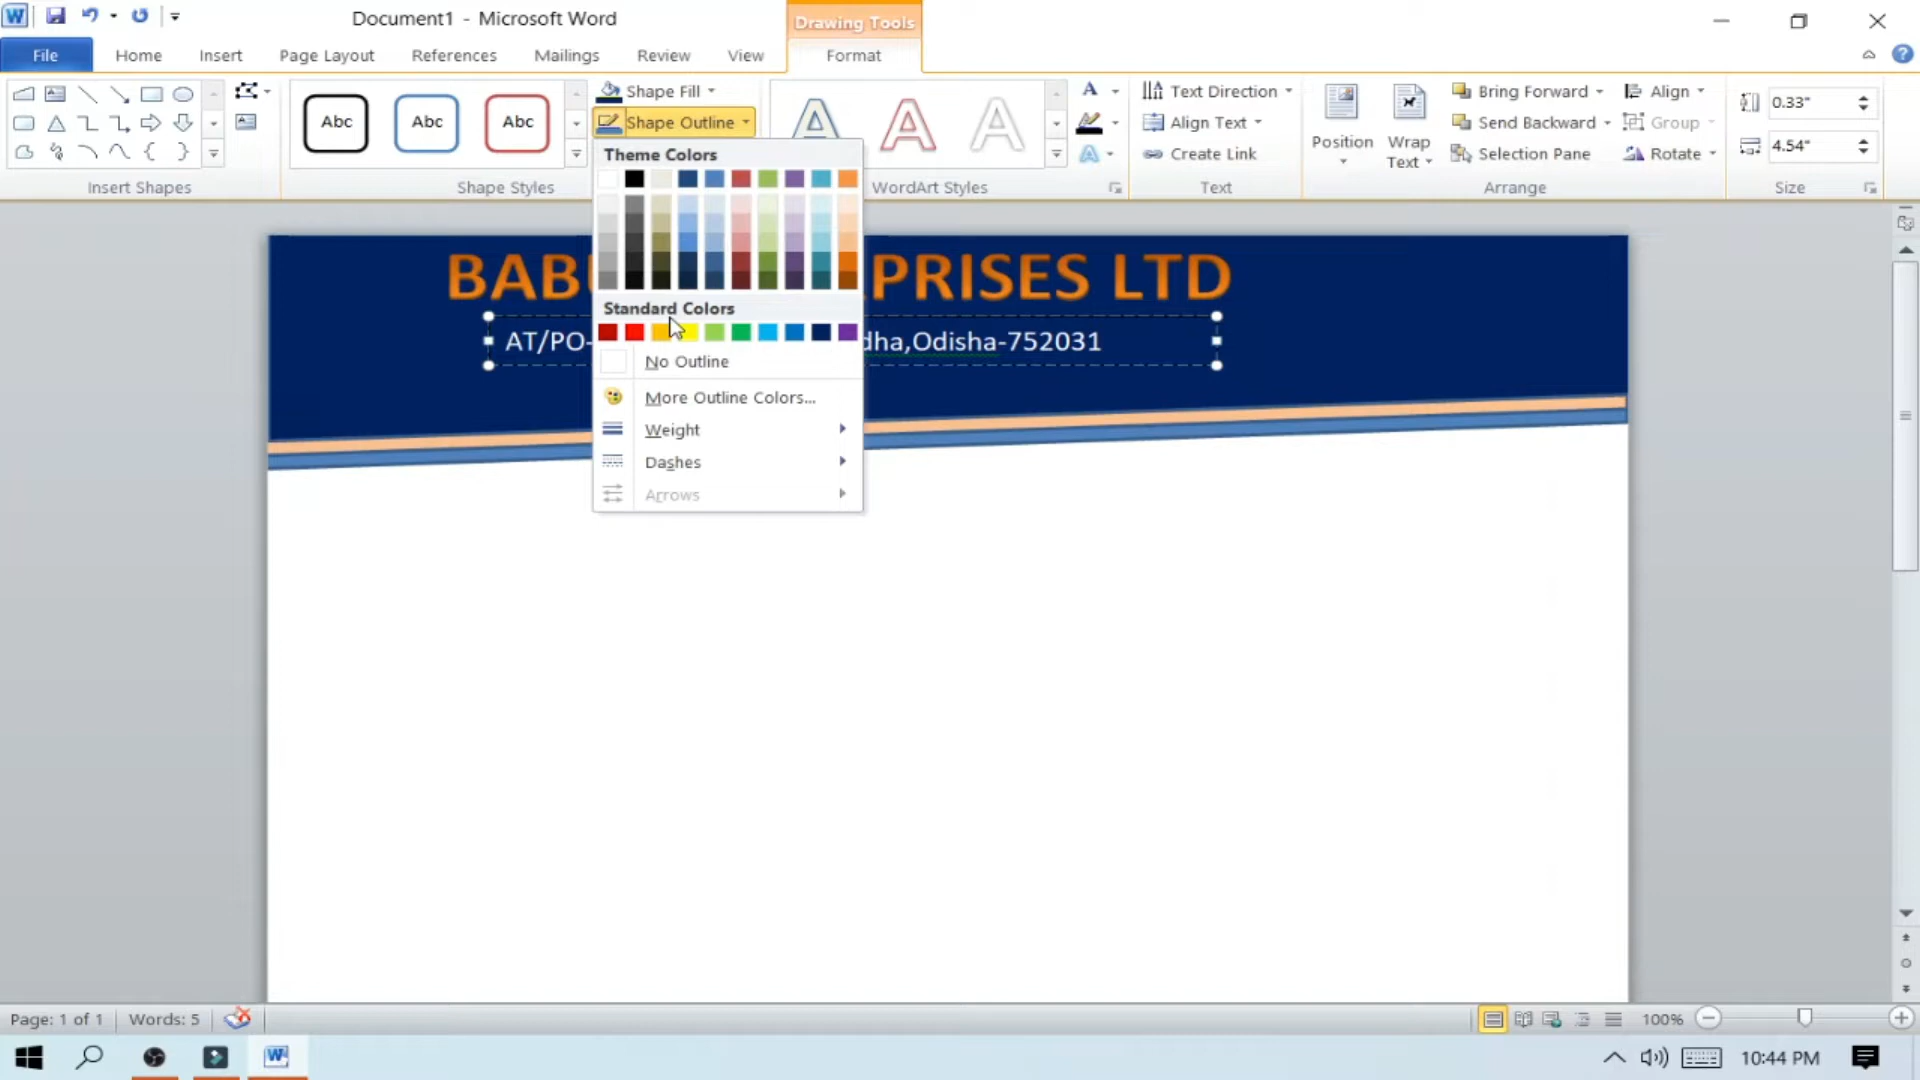 Document1 - Microsoft Word
Drawing Tools
File
Home
Insert
Page Layout
References
Mailings
Review
View
Format
Abc
Abc
Abc
Shape Fill
Shape Outline
Text Direction
Align Text
Create Link
Position
Wrap
Text
Bring Forward
Send Backward
Selection Pane
Align
Group
Rotate
0.33"
4.54"
Insert Shapes
Shape Styles
WordArt Styles
Text
Arrange
Size
Theme Colors
Standard Colors
No Outline
More Outline Colors...
Weight
Dashes
Arrows
BABU
PRISES LTD
AT/PO-
dha,Odisha-752031
Page: 1 of 1
Words: 5
100%
10:44 PM